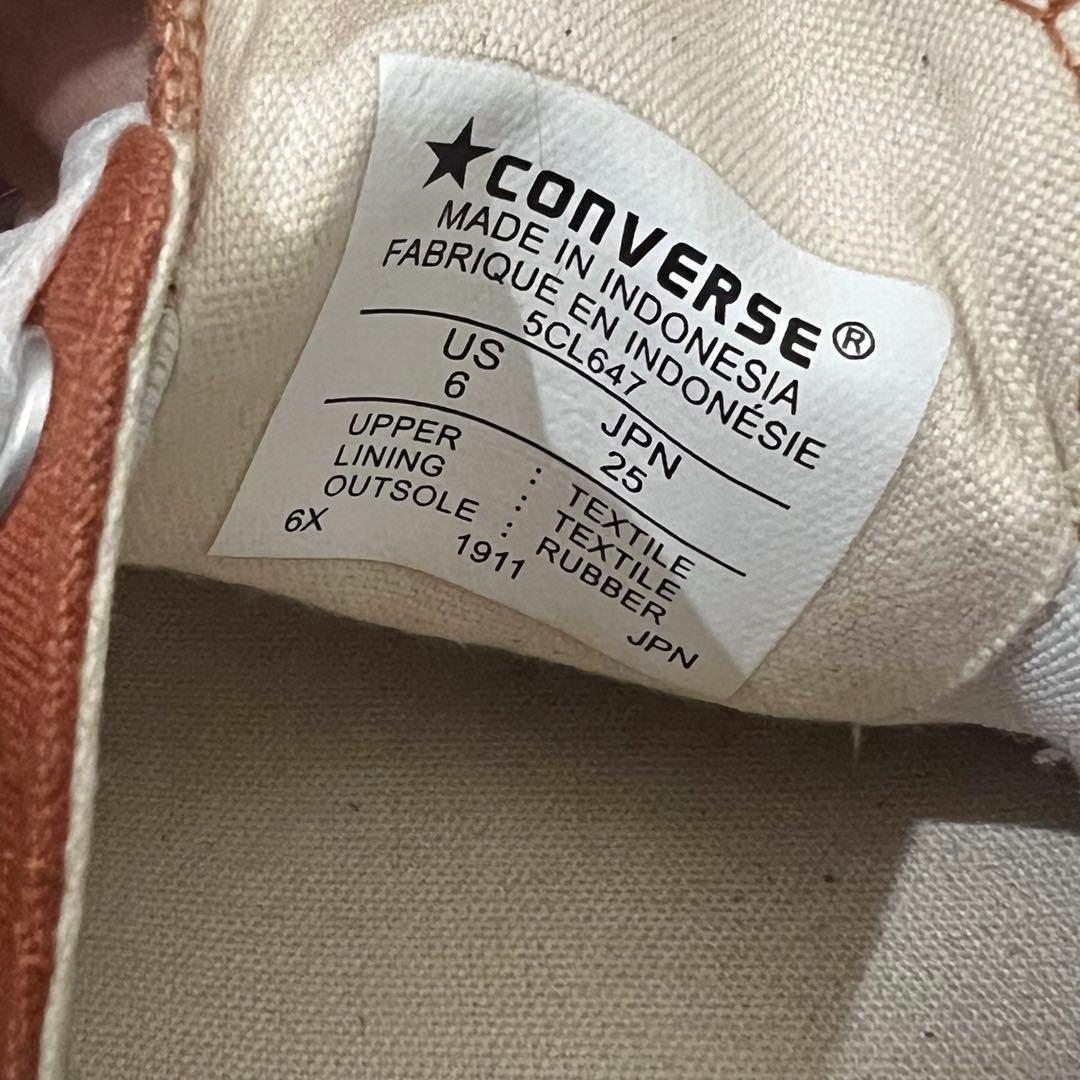 ★CONVERSE®
MADE IN INDONESIA
FABRIQUE EN INDONÉSIE
5CL647
US JPN
6 25
UPPER : TEXTILE
LINING : TEXTILE
OUTSOLE : RUBBER
6X 1911 JPN